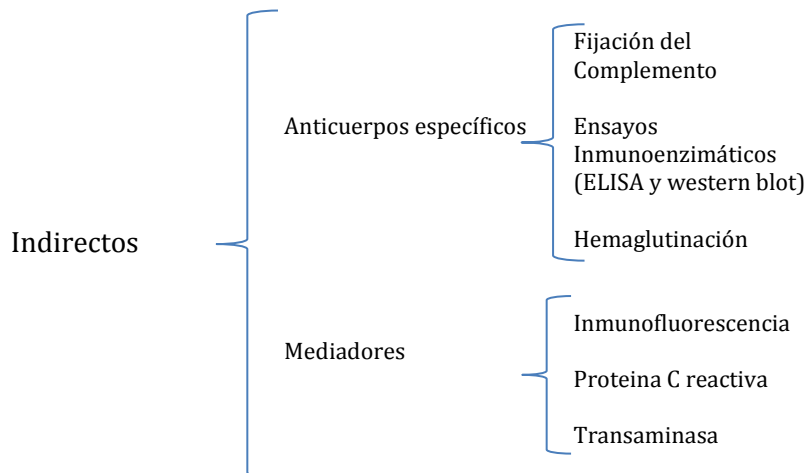 Indirectos
Anticuerpos específicos
Fijación del
Complemento
Ensayos
Inmunoenzimáticos
(ELISA y western blot)
Hemaglutinación
Mediadores
Inmunofluorescencia
Proteina C reactiva
Transaminasa